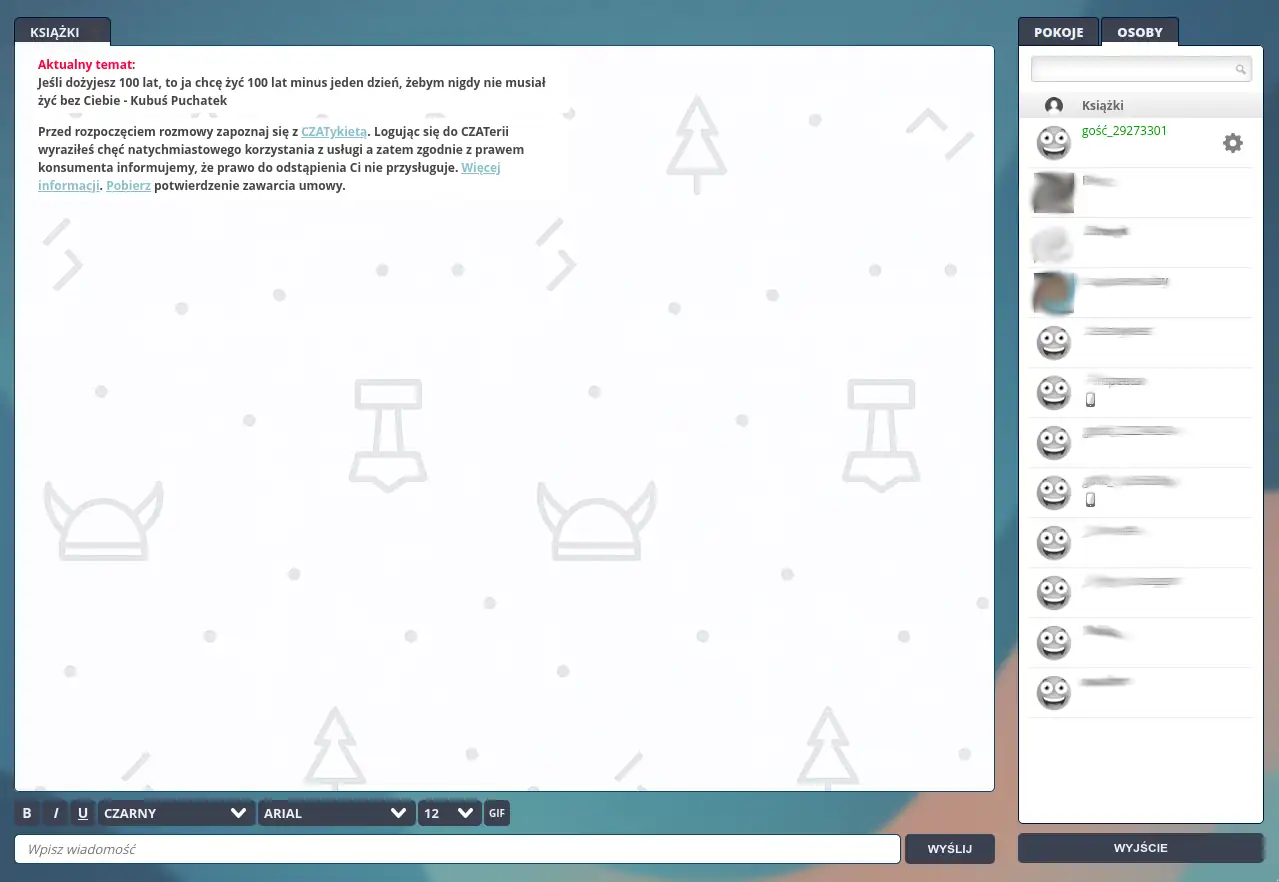 KSIĄŻKI
Aktualny temat:
Jeśli dożyjesz 100 lat, to ja chcę żyć 100 lat minus jeden dzień, żebym nigdy nie musiał
żyć bez Ciebie - Kubuś Puchatek
Przed rozpoczęciem rozmowy zapoznaj się z CZATykietą. Logując się do CZATerii
wyraziłeś chęć natychmiastowego korzystania z usługi a zatem zgodnie z prawem
konsumenta informujemy, że prawo do odstąpienia Ci nie przysługuje. Więcej
informacji. Pobierz potwierdzenie zawarcia umowy.
B I U CZARNY ARIAL 12 GIF
Wpisz wiadomość WYŚLIJ
POKOJE OSOBY
Książki
gość_29273301
WYJŚCIE